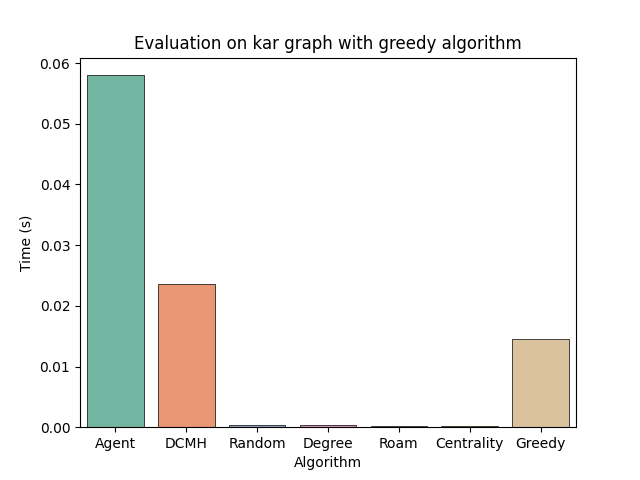 Evaluation on kar graph with greedy algorithm
0.06
0.05
0.04
0.03
0.02
0.01
0.00
Time (s)
Agent DCMH Random Degree Roam Centrality Greedy
Algorithm